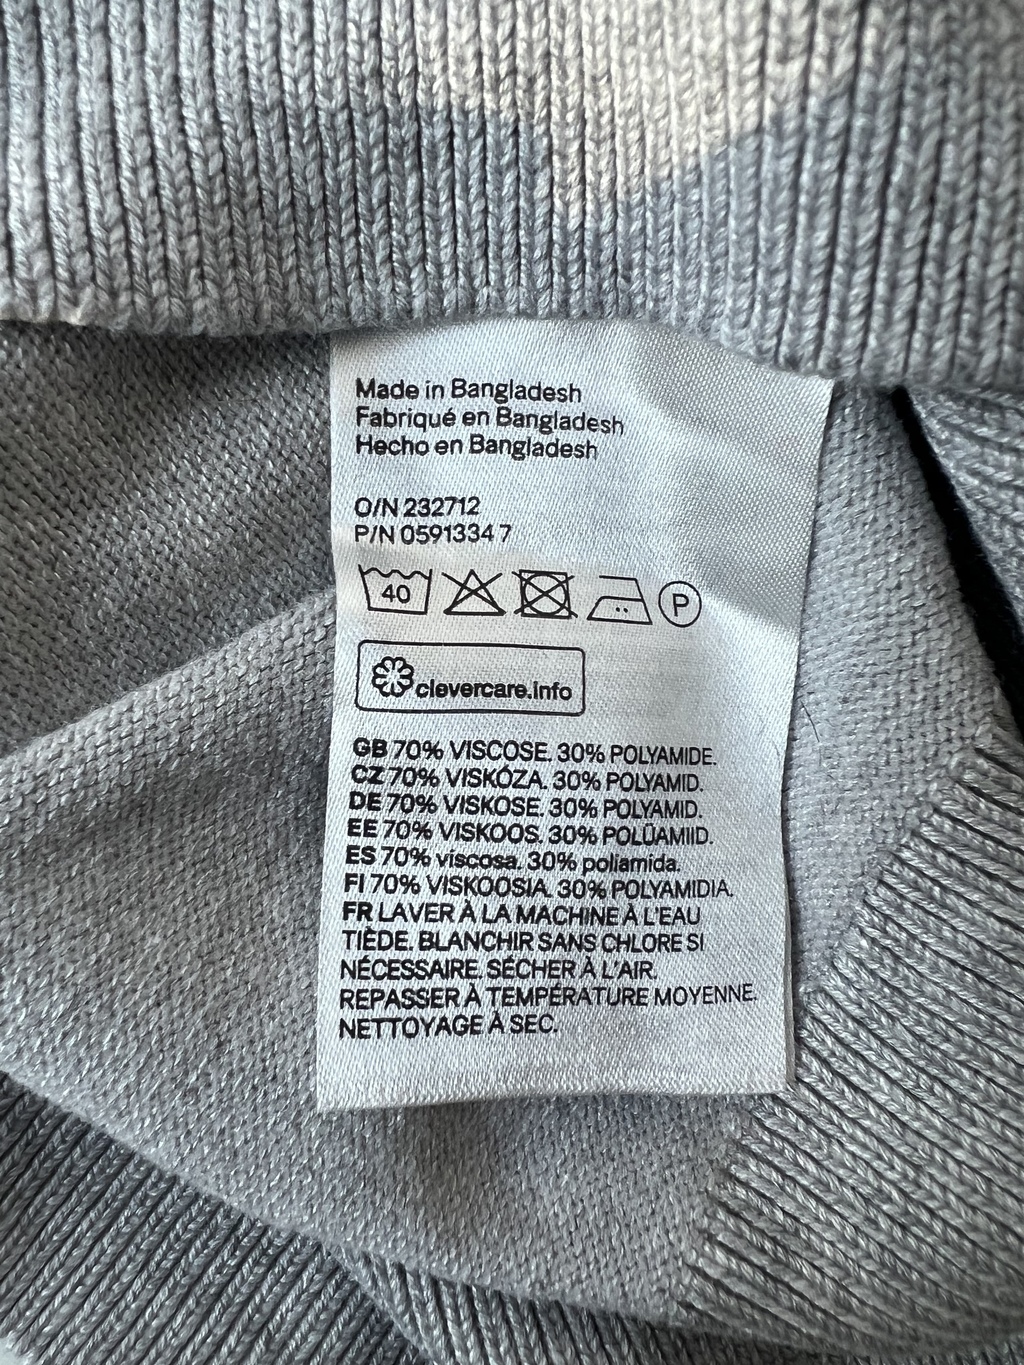 Made in Bangladesh
Fabriqué en Bangladesh
Hecho en Bangladesh
O/N 232712
P/N 0591334 7
40 P
clevercare.info
GB 70% VISCOSE. 30% POLYAMIDE.
CZ 70% VISKÓZA. 30% POLYAMID.
DE 70% VISKOSE. 30% POLYAMID.
EE 70% VISKOOS. 30% POLÜAMIID.
ES 70% viscosa. 30% poliamida.
FI 70% VISKOOSIA. 30% POLYAMIDIA.
FR LAVER À LA MACHINE À L'EAU
TIÈDE. BLANCHIR SANS CHLORE SI
NÉCESSAIRE. SÉCHER À L'AIR.
REPASSER À TEMPÉRATURE MOYENNE.
NETTOYAGE À SEC.